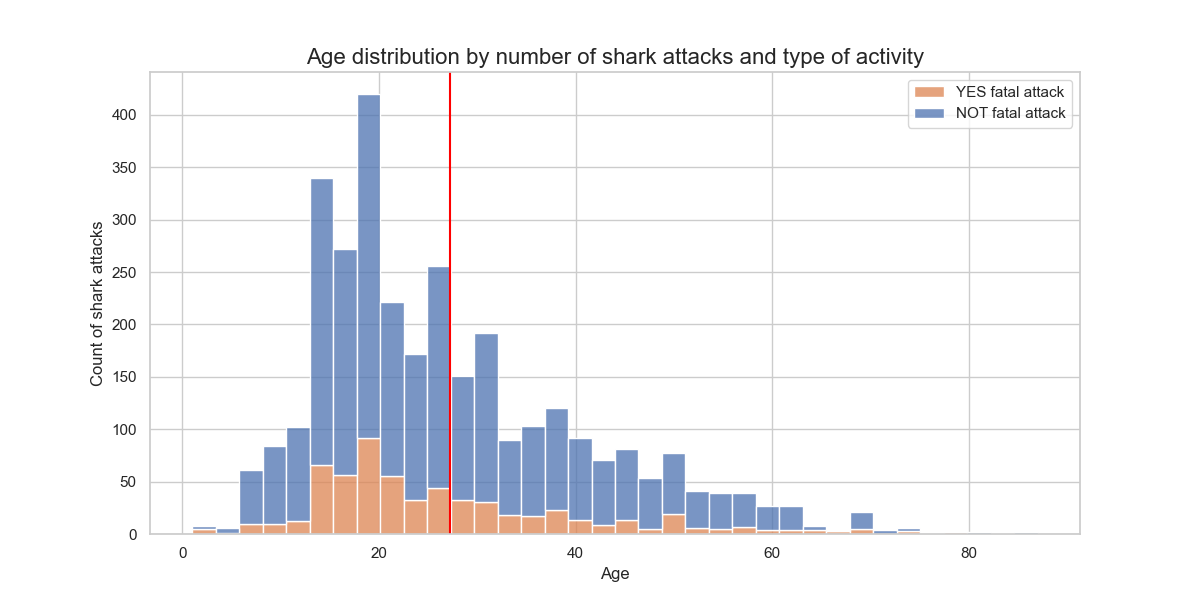 Age distribution by number of shark attacks and type of activity
YES fatal attack
NOT fatal attack
Count of shark attacks
400
350
300
250
200
150
100
50
0
0 20 40 60 80
Age